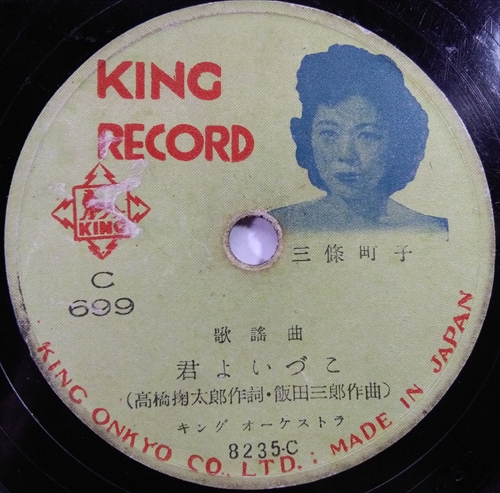 KING
RECORD
KING
三條町子
C
699
歌謡曲
君よいづこ
(高橋掬太郎作詞・飯田三郎作曲)
キング オーケストラ
8235-C
KING ONKYO CO., LTD. ; MADE IN JAPAN